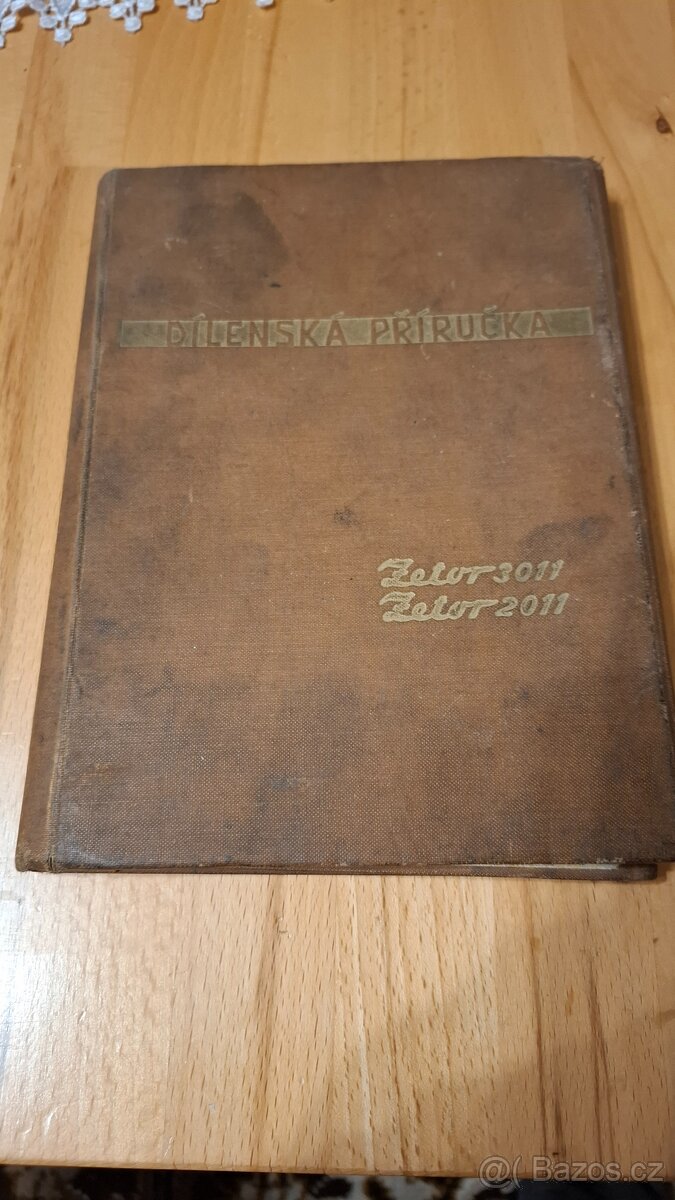 DÍLENSKÁ PŘÍRUČKA
Zetor 3011
Zetor 2011
Bazos.cz